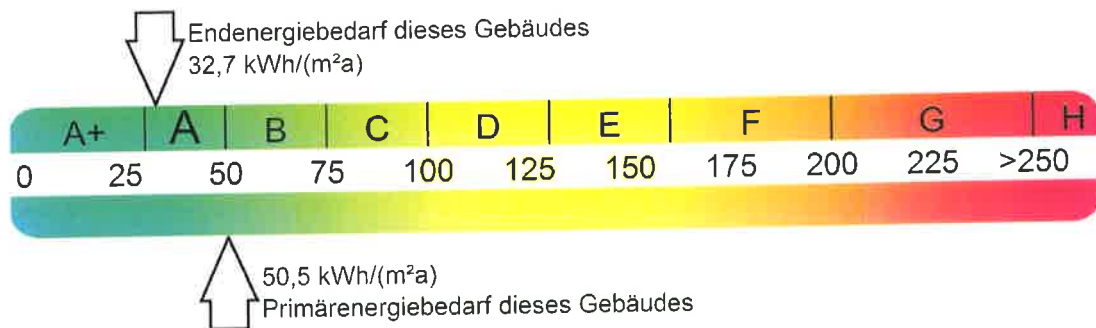 Endenergiebedarf dieses Gebäudes
32,7 kWh/(m²a)
A+ A B C D E F G H
0 25 50 75 100 125 150 175 200 225 >250
50,5 kWh/(m²a)
Primärenergiebedarf dieses Gebäudes